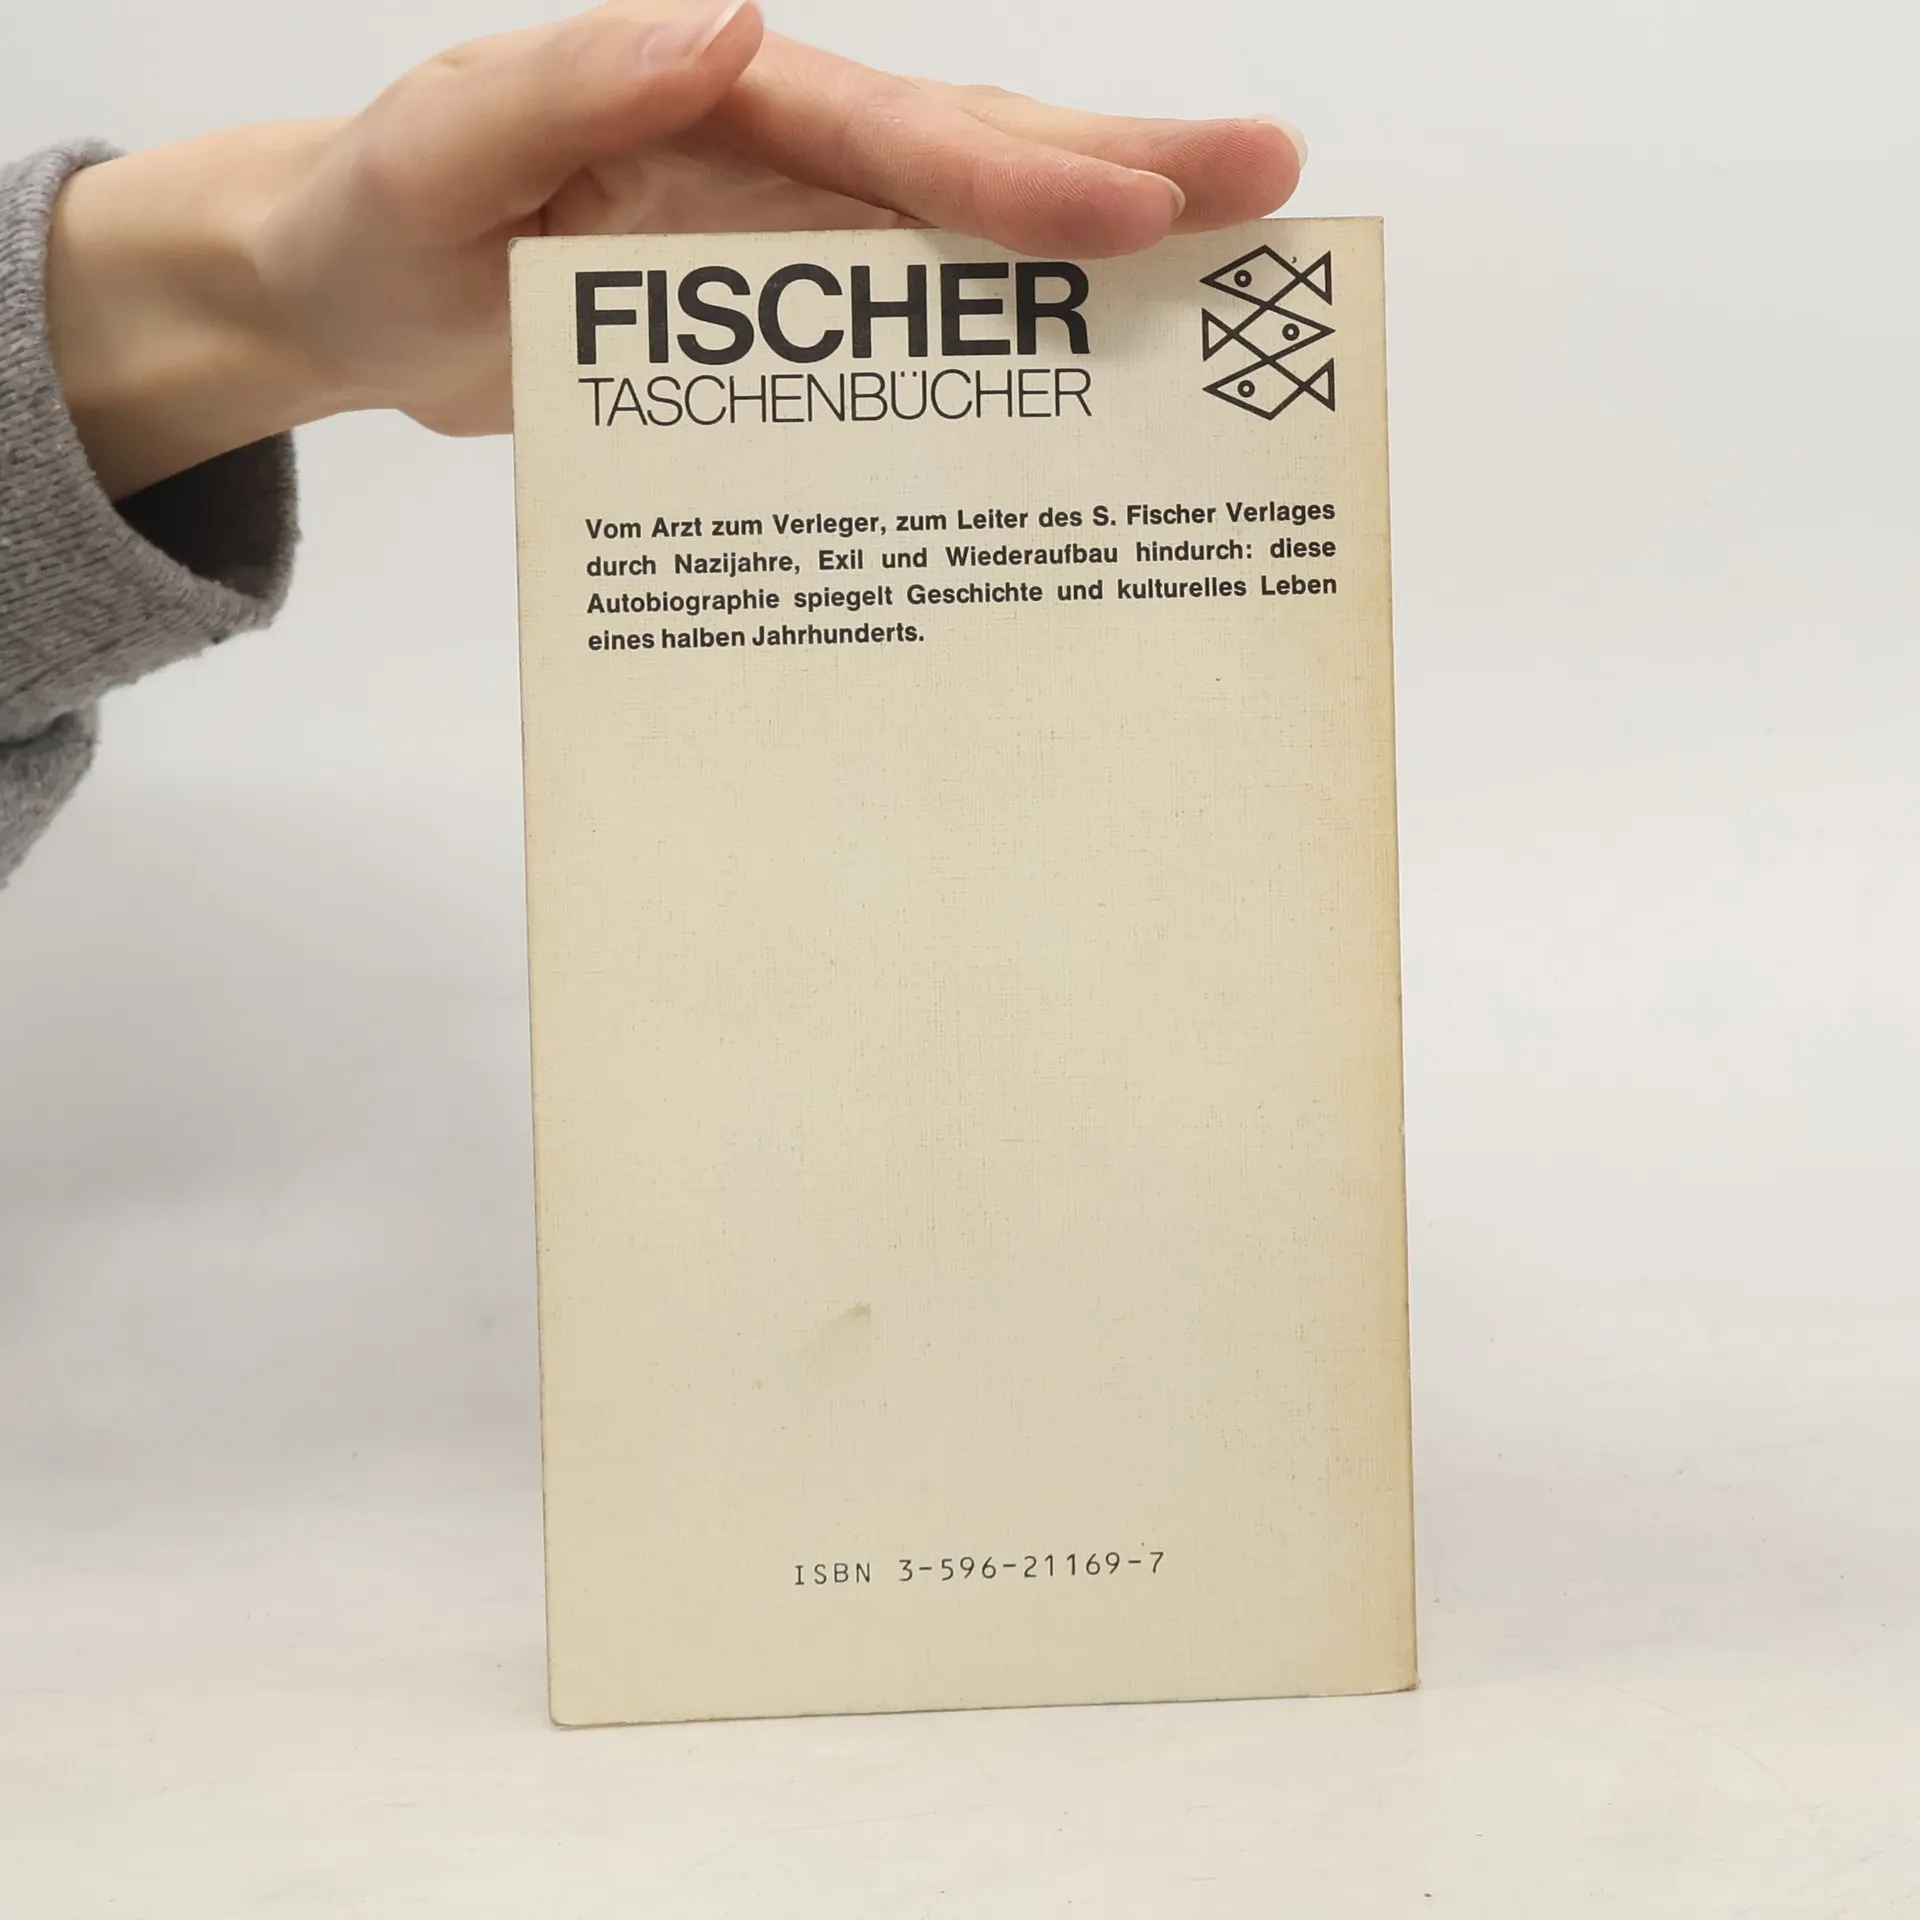 FISCHER
TASCHENBÜCHER
Vom Arzt zum Verleger, zum Leiter des S. Fischer Verlages
durch Nazijahre, Exil und Wiederaufbau hindurch: diese
Autobiographie spiegelt Geschichte und kulturelles Leben
eines halben Jahrhunderts.
ISBN 3-596-21169-7